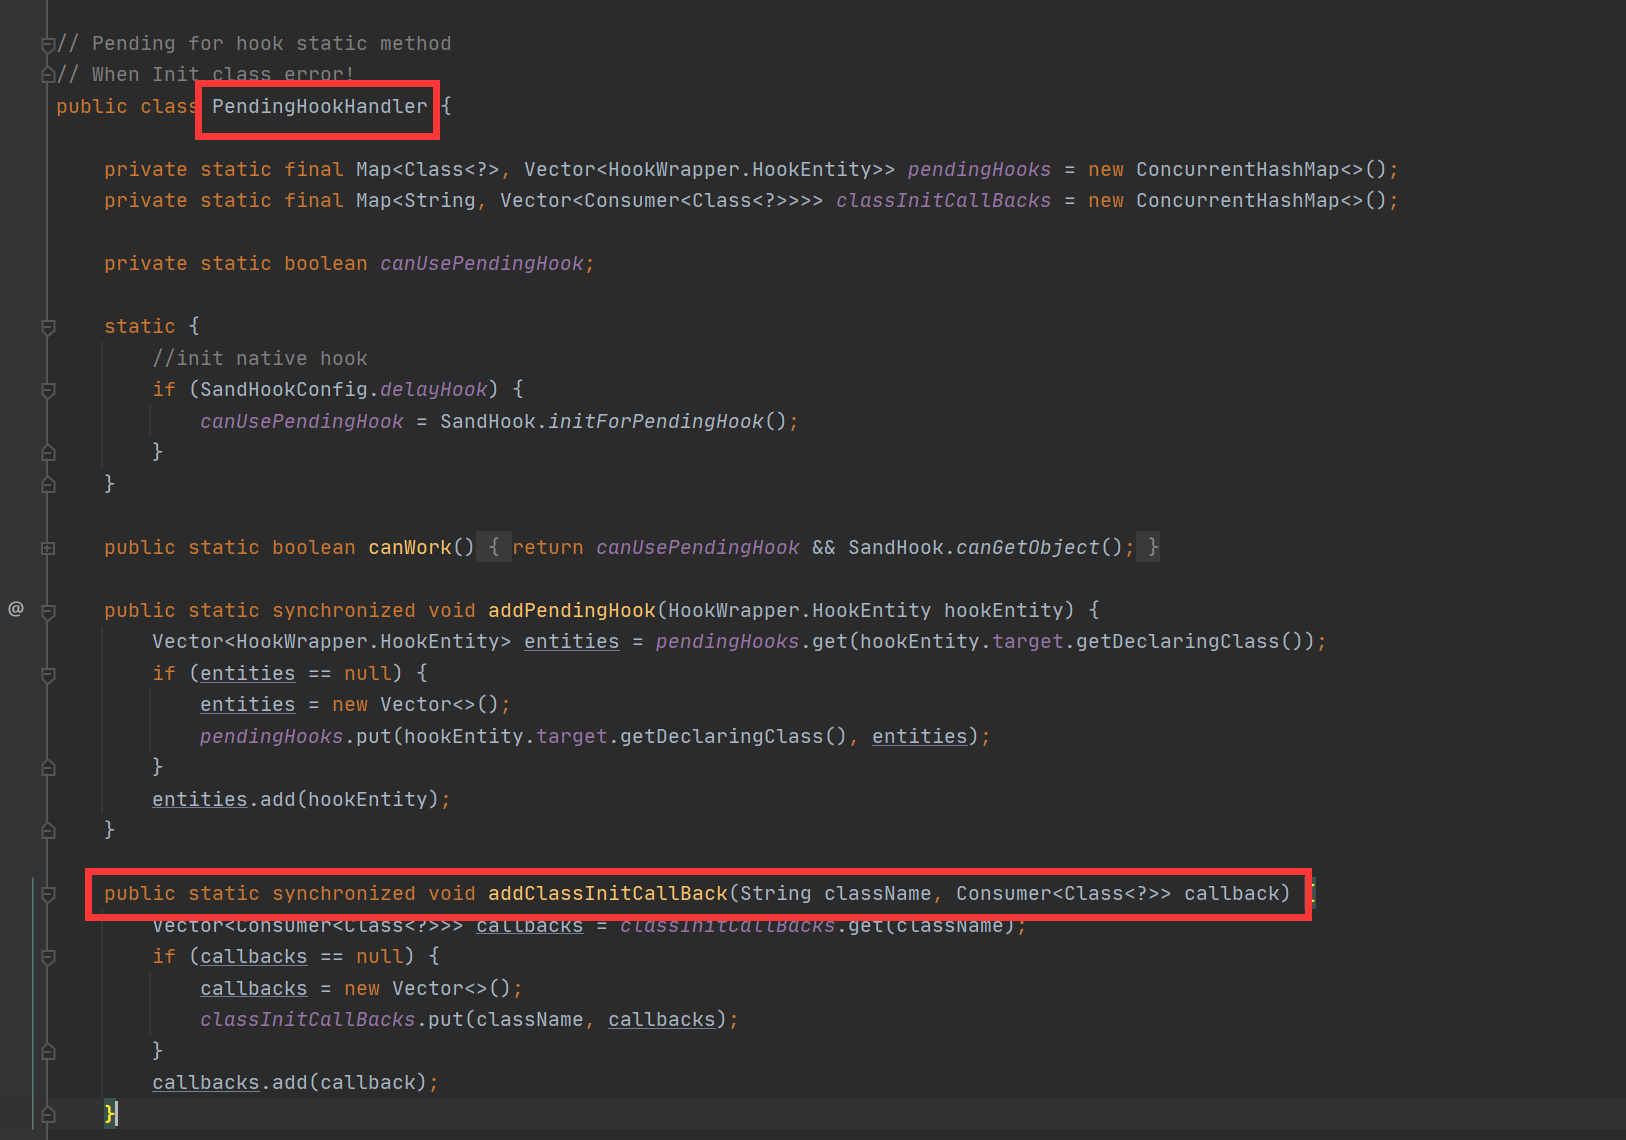 // Pending for hook static method
// When Init class error!
public class PendingHookHandler {
private static final Map<Class<?>, Vector<HookWrapper.HookEntity>> pendingHooks = new ConcurrentHashMap<>();
private static final Map<String, Vector<Consumer<Class<?>>>> classInitCallBacks = new ConcurrentHashMap<>();
private static boolean canUsePendingHook;
static {
//init native hook
if (SandHookConfig.delayHook) {
canUsePendingHook = SandHook.initForPendingHook();
}
}
public static boolean canWork() { return canUsePendingHook && SandHook.canGetObject(); }
@ public static synchronized void addPendingHook(HookWrapper.HookEntity hookEntity) {
Vector<HookWrapper.HookEntity> entities = pendingHooks.get(hookEntity.target.getDeclaringClass());
if (entities == null) {
entities = new Vector<>();
pendingHooks.put(hookEntity.target.getDeclaringClass(), entities);
}
entities.add(hookEntity);
}
public static synchronized void addClassInitCallBack(String className, Consumer<Class<?>> callback) {
Vector<Consumer<Class<?>>> callbacks = classInitCallBacks.get(className);
if (callbacks == null) {
callbacks = new Vector<>();
classInitCallBacks.put(className, callbacks);
}
callbacks.add(callback);
}